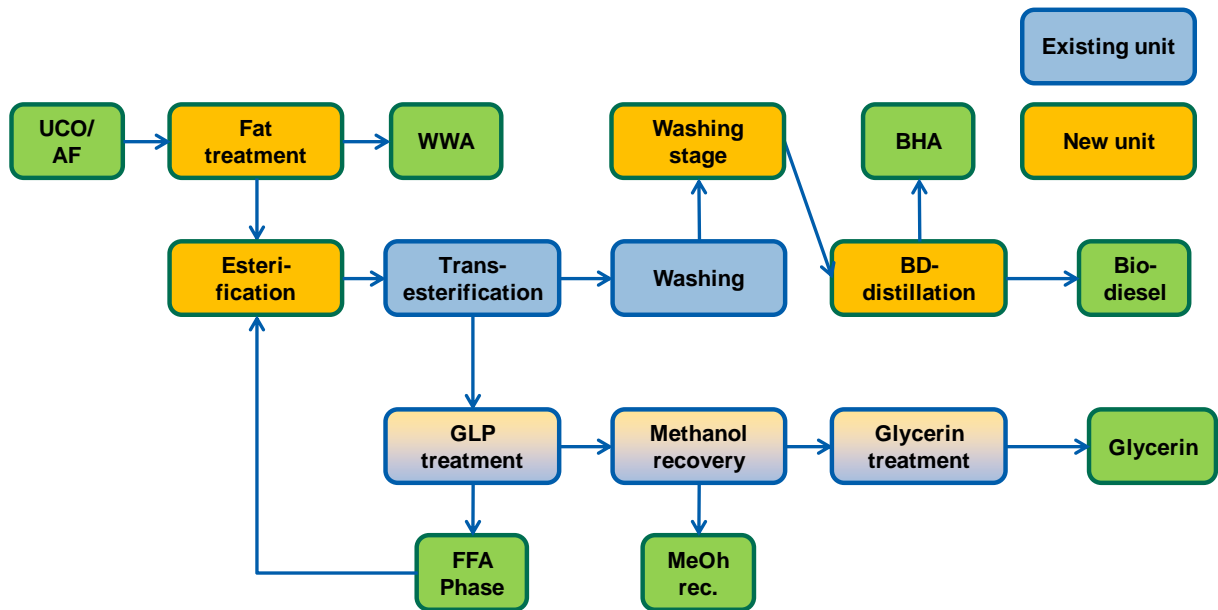 Existing unit
UCO/
AF
Fat
treatment
WWA
Washing
stage
BHA
New unit
Esteri-
fication
Trans-
esterification
Washing
BD-
distillation
Bio-
diesel
GLP
treatment
Methanol
recovery
Glycerin
treatment
Glycerin
FFA
Phase
MeOh
rec.